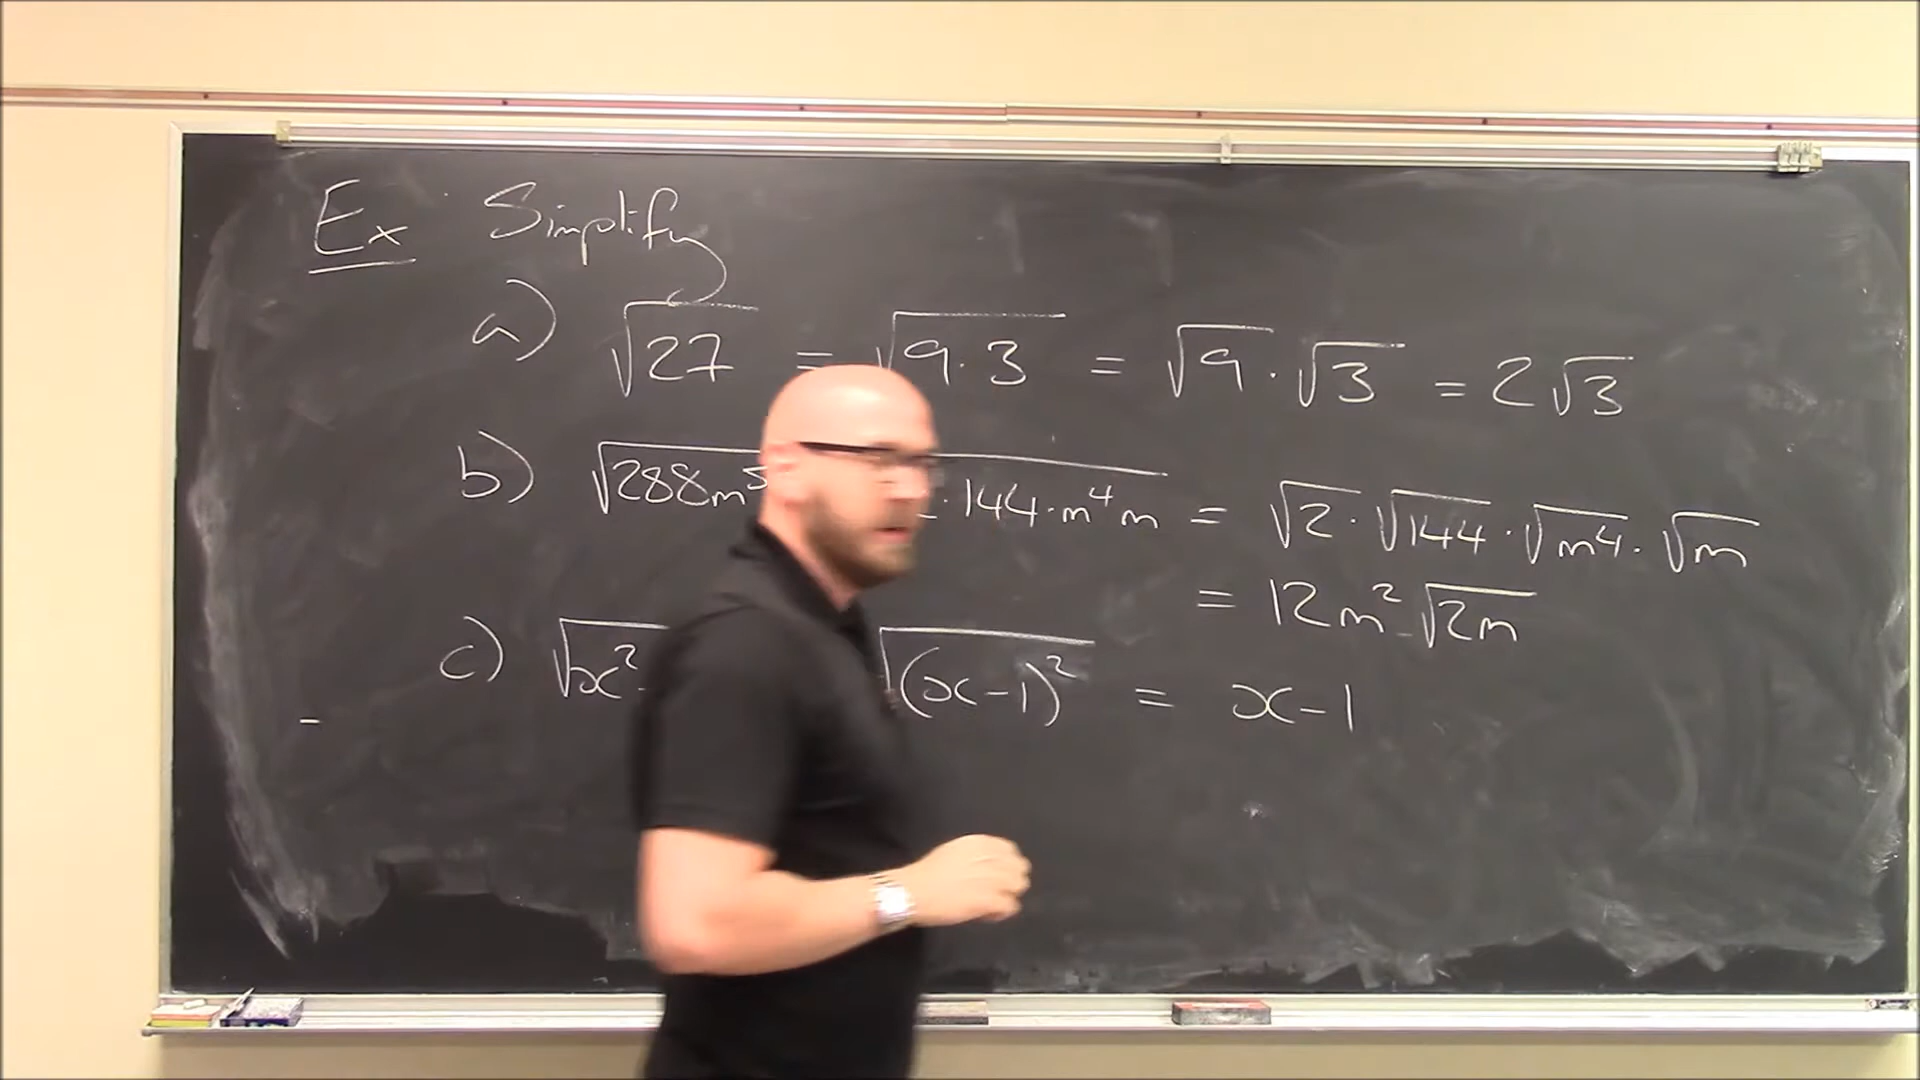 Ex Simplify
a) √27 = √9·3 = √9 · √3 = 2√3
b) √288m⁵ · 144 · m⁴m = √2 · √144 · √m⁴ · √m
= 12m² √2m
c) √x² √(x-1)² = x-1
-